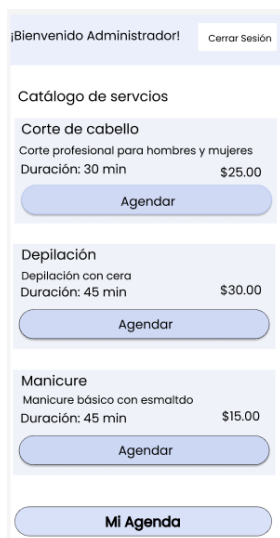 ¡Bienvenido Administrador!
Cerrar Sesión
Catálogo de servcios
Corte de cabello
Corte profesional para hombres y mujeres
Duración: 30 min
$25.00
Agendar
Depilación
Depilación con cera
Duración: 45 min
$30.00
Agendar
Manicure
Manicure básico con esmaltdo
Duración: 45 min
$15.00
Agendar
Mi Agenda